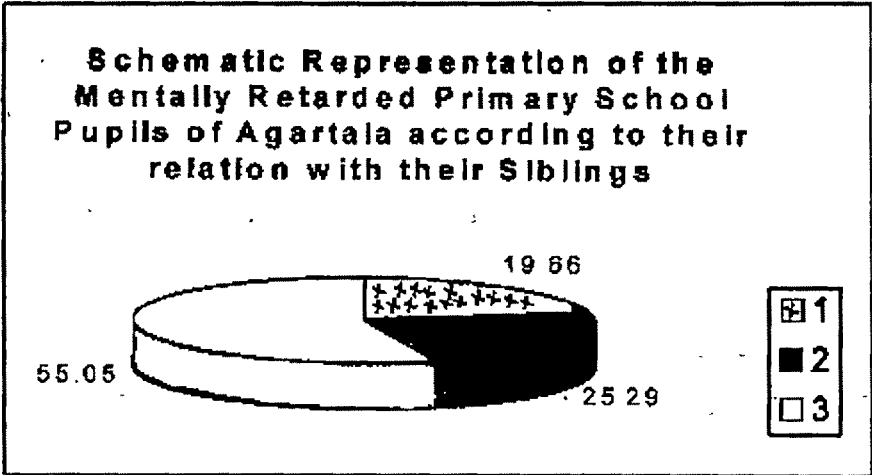 Schematic Representation of the
Mentally Retarded Primary School
Pupils of Agartala according to their
relation with their Siblings
19 66
55.05
25 29
1
2
3